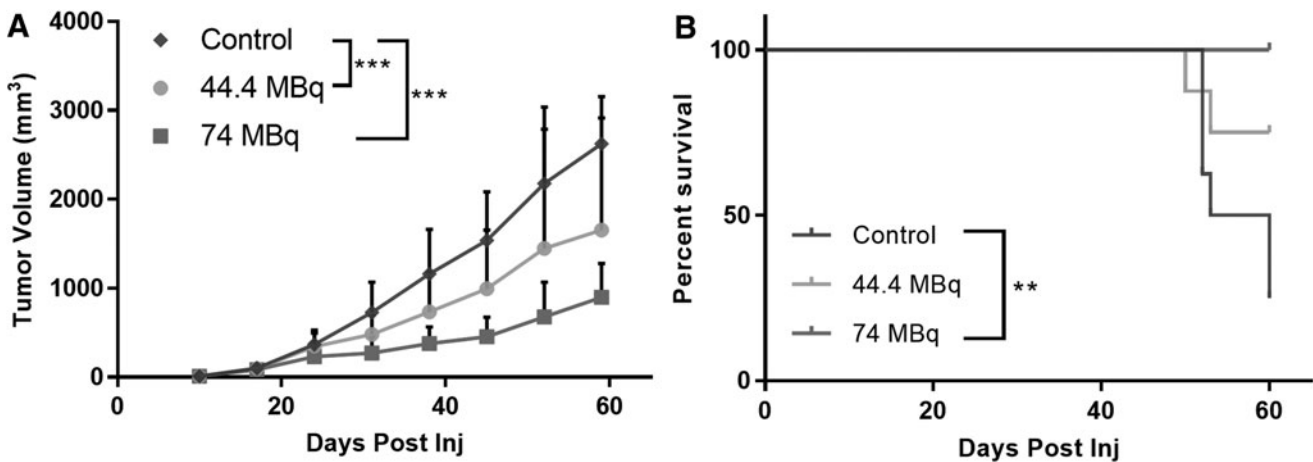 A
Tumor Volume (mm³)
4000
3000
2000
1000
0
Control
44.4 MBq
74 MBq
***
***
0
20
40
60
Days Post Inj
B
Percent survival
100
50
0
Control
44.4 MBq
74 MBq
**
0
20
40
60
Days Post Inj